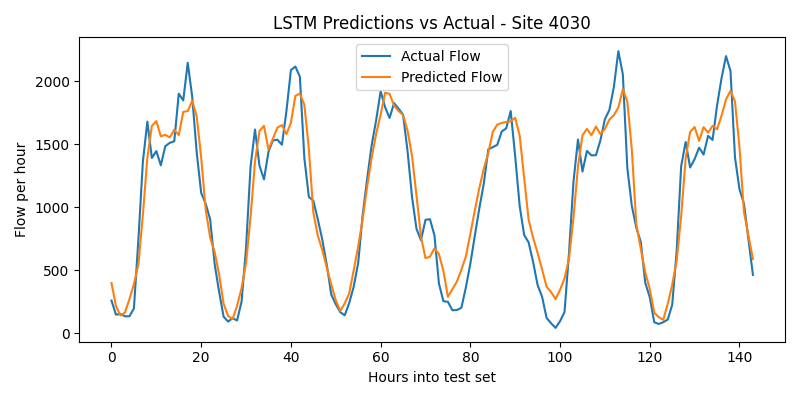 LSTM Predictions vs Actual - Site 4030
Actual Flow
Predicted Flow
Flow per hour
2000
1500
1000
500
0
0 20 40 60 80 100 120 140
Hours into test set